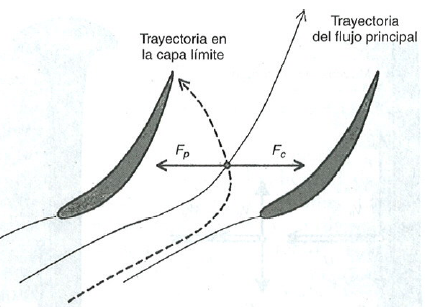 Trayectoria en
la capa límite
Trayectoria
del flujo principal
Fp
Fc